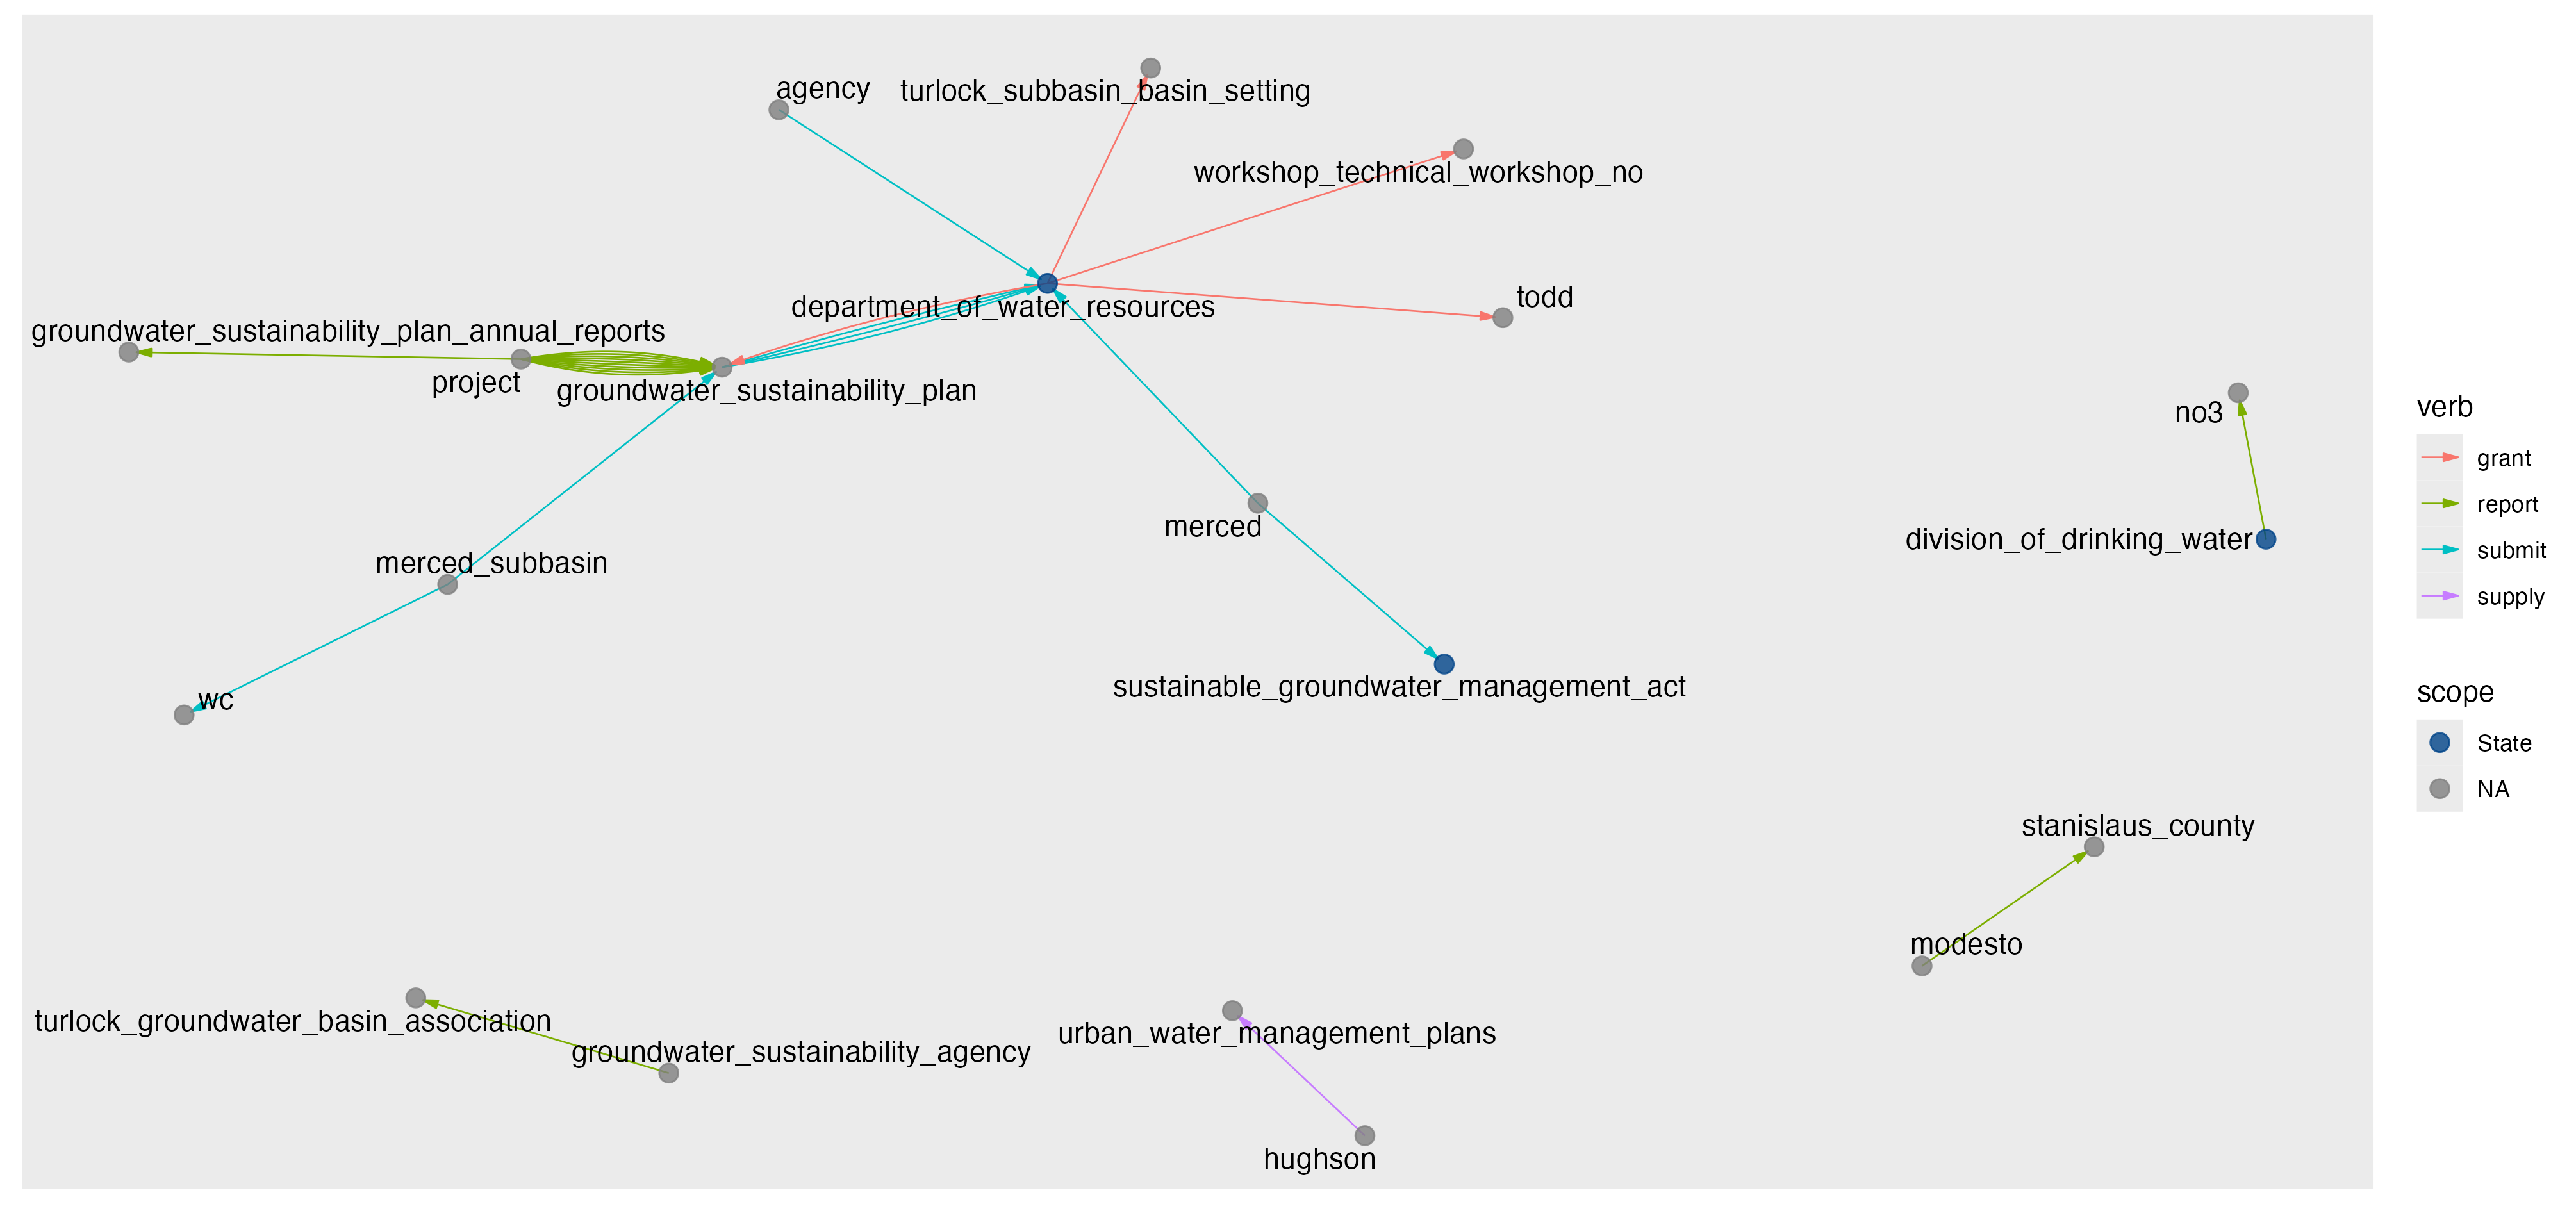 agency
turlock_subbasin_basin_setting
workshop_technical_workshop_no
todd
department_of_water_resources
groundwater_sustainability_plan_annual_reports
project
groundwater_sustainability_plan
no3
merced
division_of_drinking_water
merced_subbasin
sustainable_groundwater_management_act
wc
stanislaus_county
modesto
turlock_groundwater_basin_association
groundwater_sustainability_agency
urban_water_management_plans
hughson
verb
grant
report
submit
supply
scope
State
NA